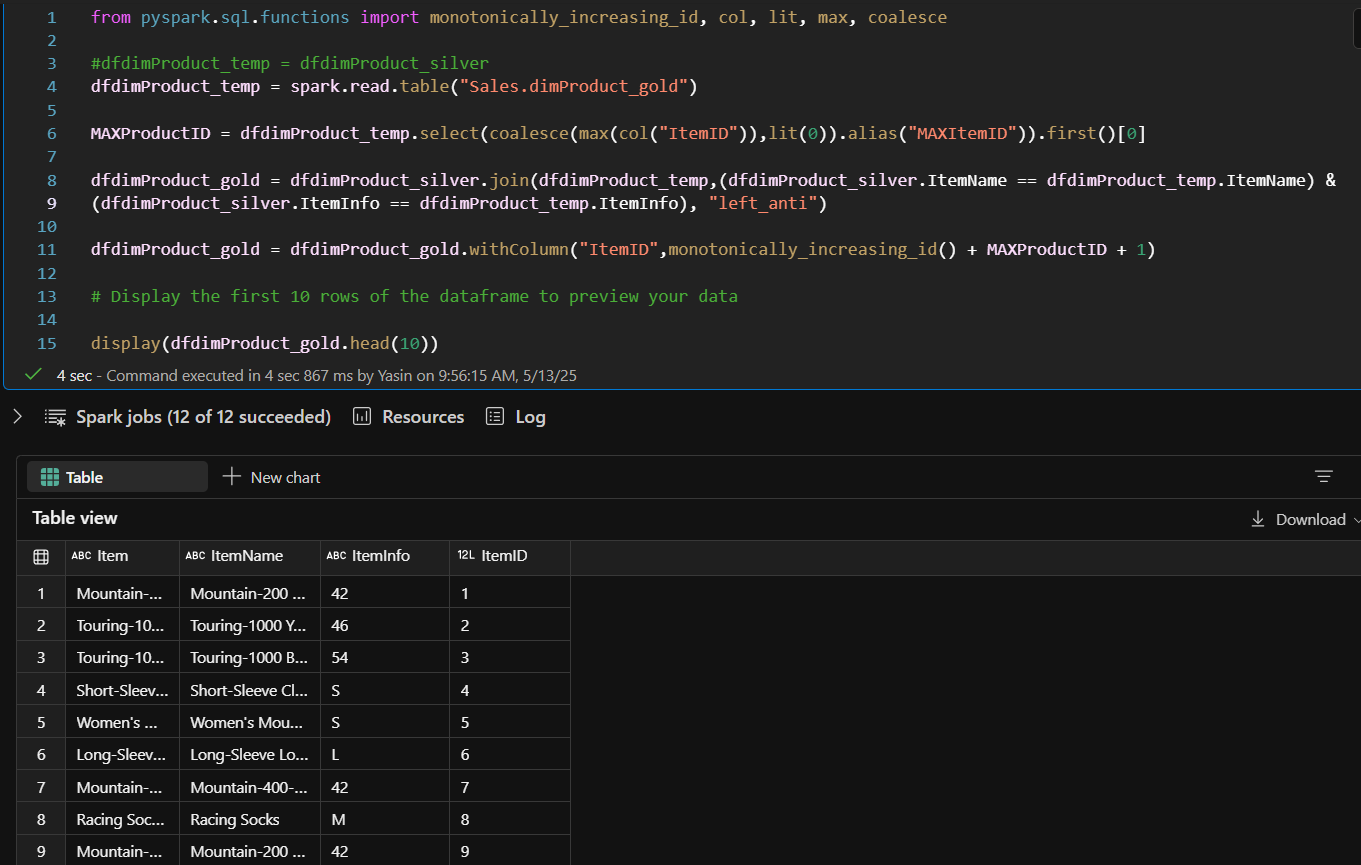 1 from pyspark.sql.functions import monotonically_increasing_id, col, lit, max, coalesce
2
3 #dfdimProduct_temp = dfdimProduct_silver
4 dfdimProduct_temp = spark.read.table("Sales.dimProduct_gold")
5
6 MAXProductID = dfdimProduct_temp.select(coalesce(max(col("ItemID")),lit(0)).alias("MAXItemID")).first()[0]
7
8 dfdimProduct_gold = dfdimProduct_silver.join(dfdimProduct_temp,(dfdimProduct_silver.ItemName == dfdimProduct_temp.ItemName) &
9 (dfdimProduct_silver.ItemInfo == dfdimProduct_temp.ItemInfo), "left_anti")
10
11 dfdimProduct_gold = dfdimProduct_gold.withColumn("ItemID",monotonically_increasing_id() + MAXProductID + 1)
12
13 # Display the first 10 rows of the dataframe to preview your data
14
15 display(dfdimProduct_gold.head(10))
4 sec - Command executed in 4 sec 867 ms by Yasin on 9:56:15 AM, 5/13/25
Spark jobs (12 of 12 succeeded) Resources Log
Table New chart
Table view Download
ABC Item ABC ItemName ABC ItemInfo 12L ItemID
1 Mountain-... Mountain-200 ... 42 1
2 Touring-10... Touring-1000 Y... 46 2
3 Touring-10... Touring-1000 B... 54 3
4 Short-Sleev... Short-Sleeve Cl... S 4
5 Women's ... Women's Mou... S 5
6 Long-Sleev... Long-Sleeve Lo... L 6
7 Mountain-... Mountain-400-... 42 7
8 Racing Soc... Racing Socks M 8
9 Mountain-... Mountain-200 ... 42 9